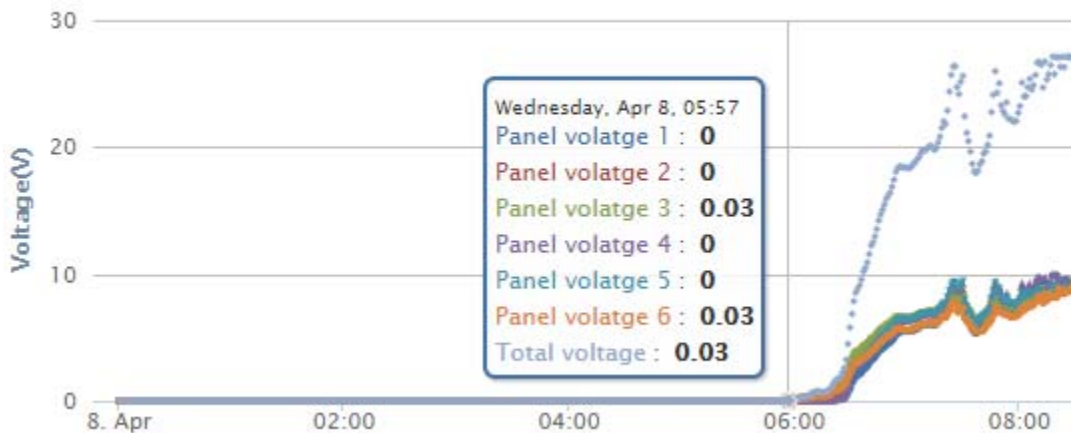 30
Wednesday, Apr 8, 05:57
Panel volatge 1 : 0
20
Panel volatge 2 : 0
Panel volatge 3 : 0.03
Voltage(V)
Panel volatge 4 : 0
10
Panel volatge 5 : 0
Panel volatge 6 : 0.03
Total voltage : 0.03
0
8. Apr 02:00 04:00 06:00 08:00